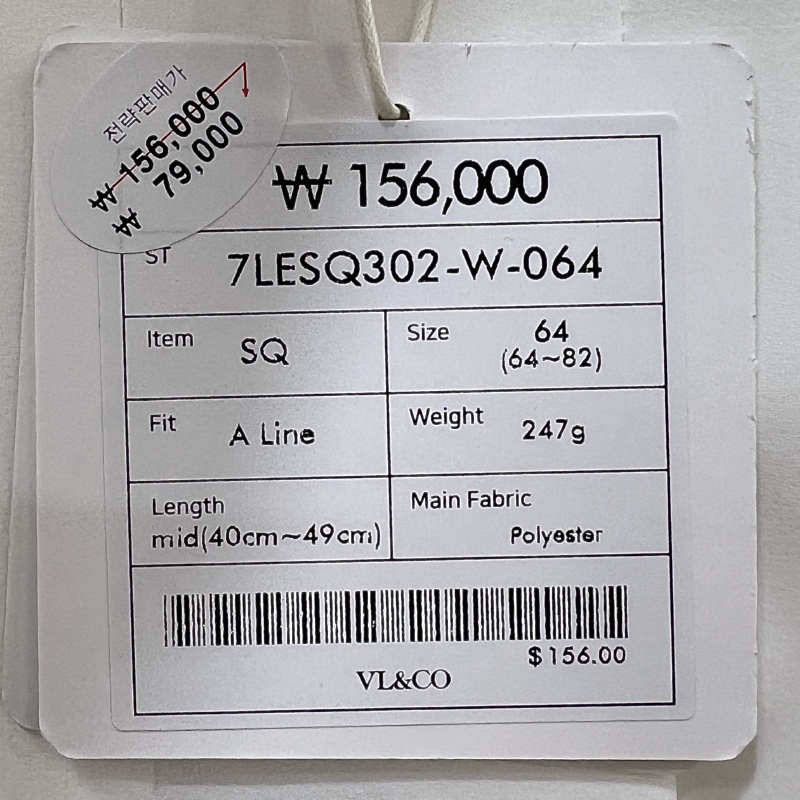 전략판매가
₩ 156,000
₩ 79,000
₩ 156,000
ST 7LESQ302-W-064
Item SQ
Size 64
(64~82)
Fit A Line
Weight 247g
Length
mid(40cm~49cm)
Main Fabric
Polyester
$156.00
VL&CO